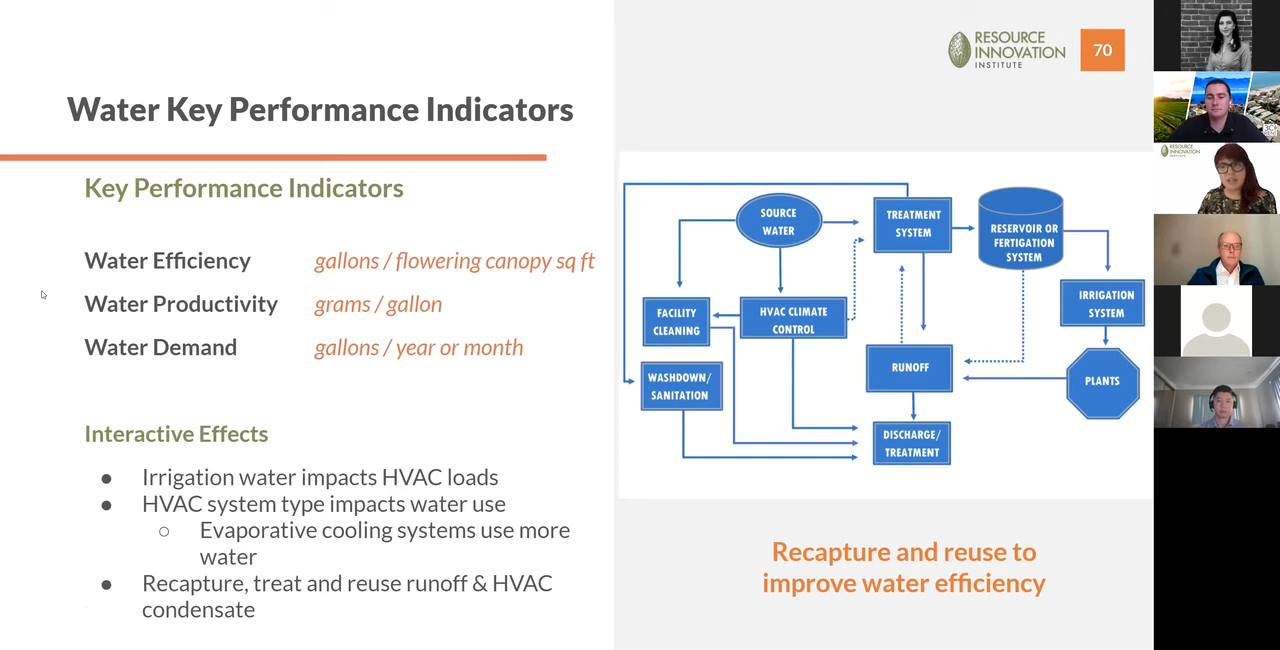 Water Key Performance Indicators
Key Performance Indicators
Water Efficiency gallons / flowering canopy sq ft
Water Productivity grams / gallon
Water Demand gallons / year or month
Interactive Effects
● Irrigation water impacts HVAC loads
● HVAC system type impacts water use
○ Evaporative cooling systems use more
water
● Recapture, treat and reuse runoff & HVAC
condensate
RESOURCE
INNOVATION
INSTITUTE
70
SOURCE
WATER
TREATMENT
SYSTEM
RESERVOIR OR
FERTIGATION
SYSTEM
FACILITY
CLEANING
HVAC CLIMATE
CONTROL
IRRIGATION
SYSTEM
WASHDOWN/
SANITATION
RUNOFF
PLANTS
DISCHARGE/
TREATMENT
Recapture and reuse to
improve water efficiency
RESOURCE
INNOVATION